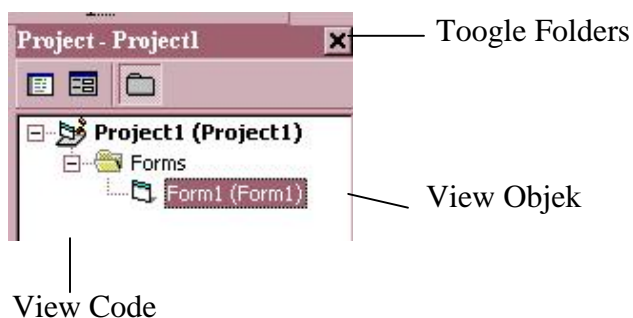 Project - Project1
Toogle Folders
Project1 (Project1)
Forms
Form1 (Form1)
View Objek
View Code